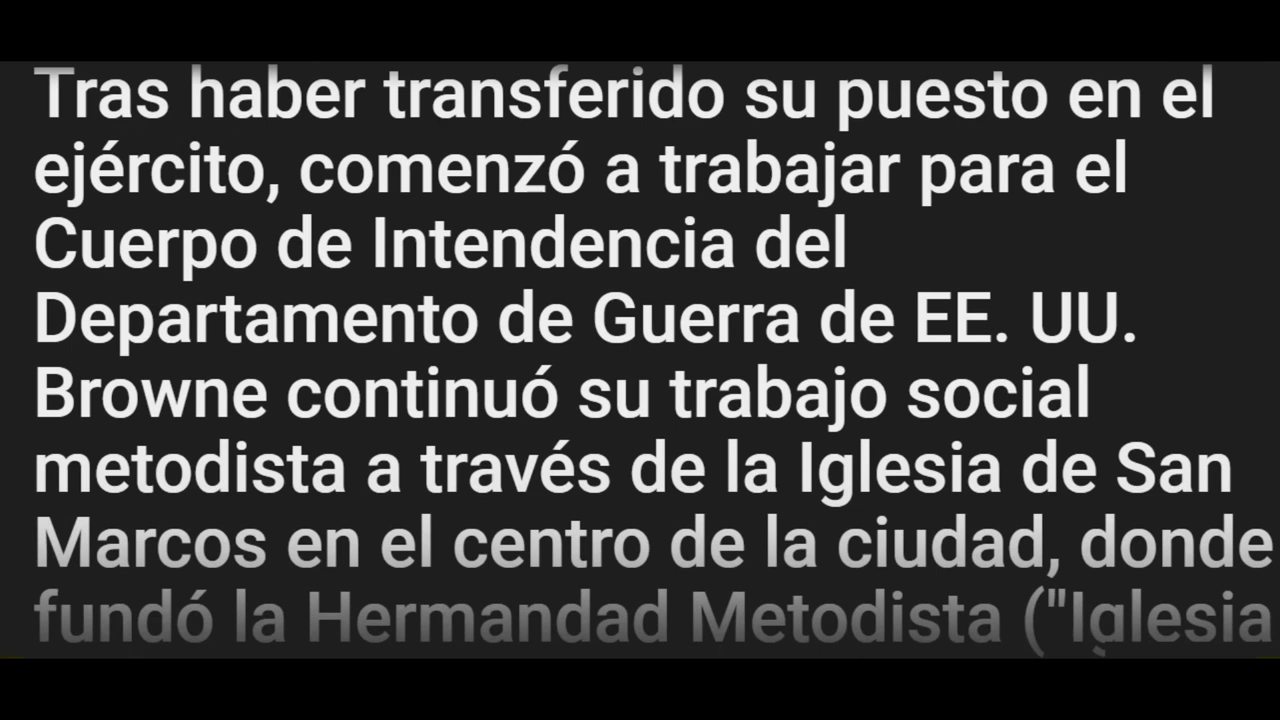 Tras haber transferido su puesto en el
ejército, comenzó a trabajar para el
Cuerpo de Intendencia del
Departamento de Guerra de EE. UU.
Browne continuó su trabajo social
metodista a través de la Iglesia de San
Marcos en el centro de la ciudad, donde
fundó la Hermandad Metodista ("Iglesia